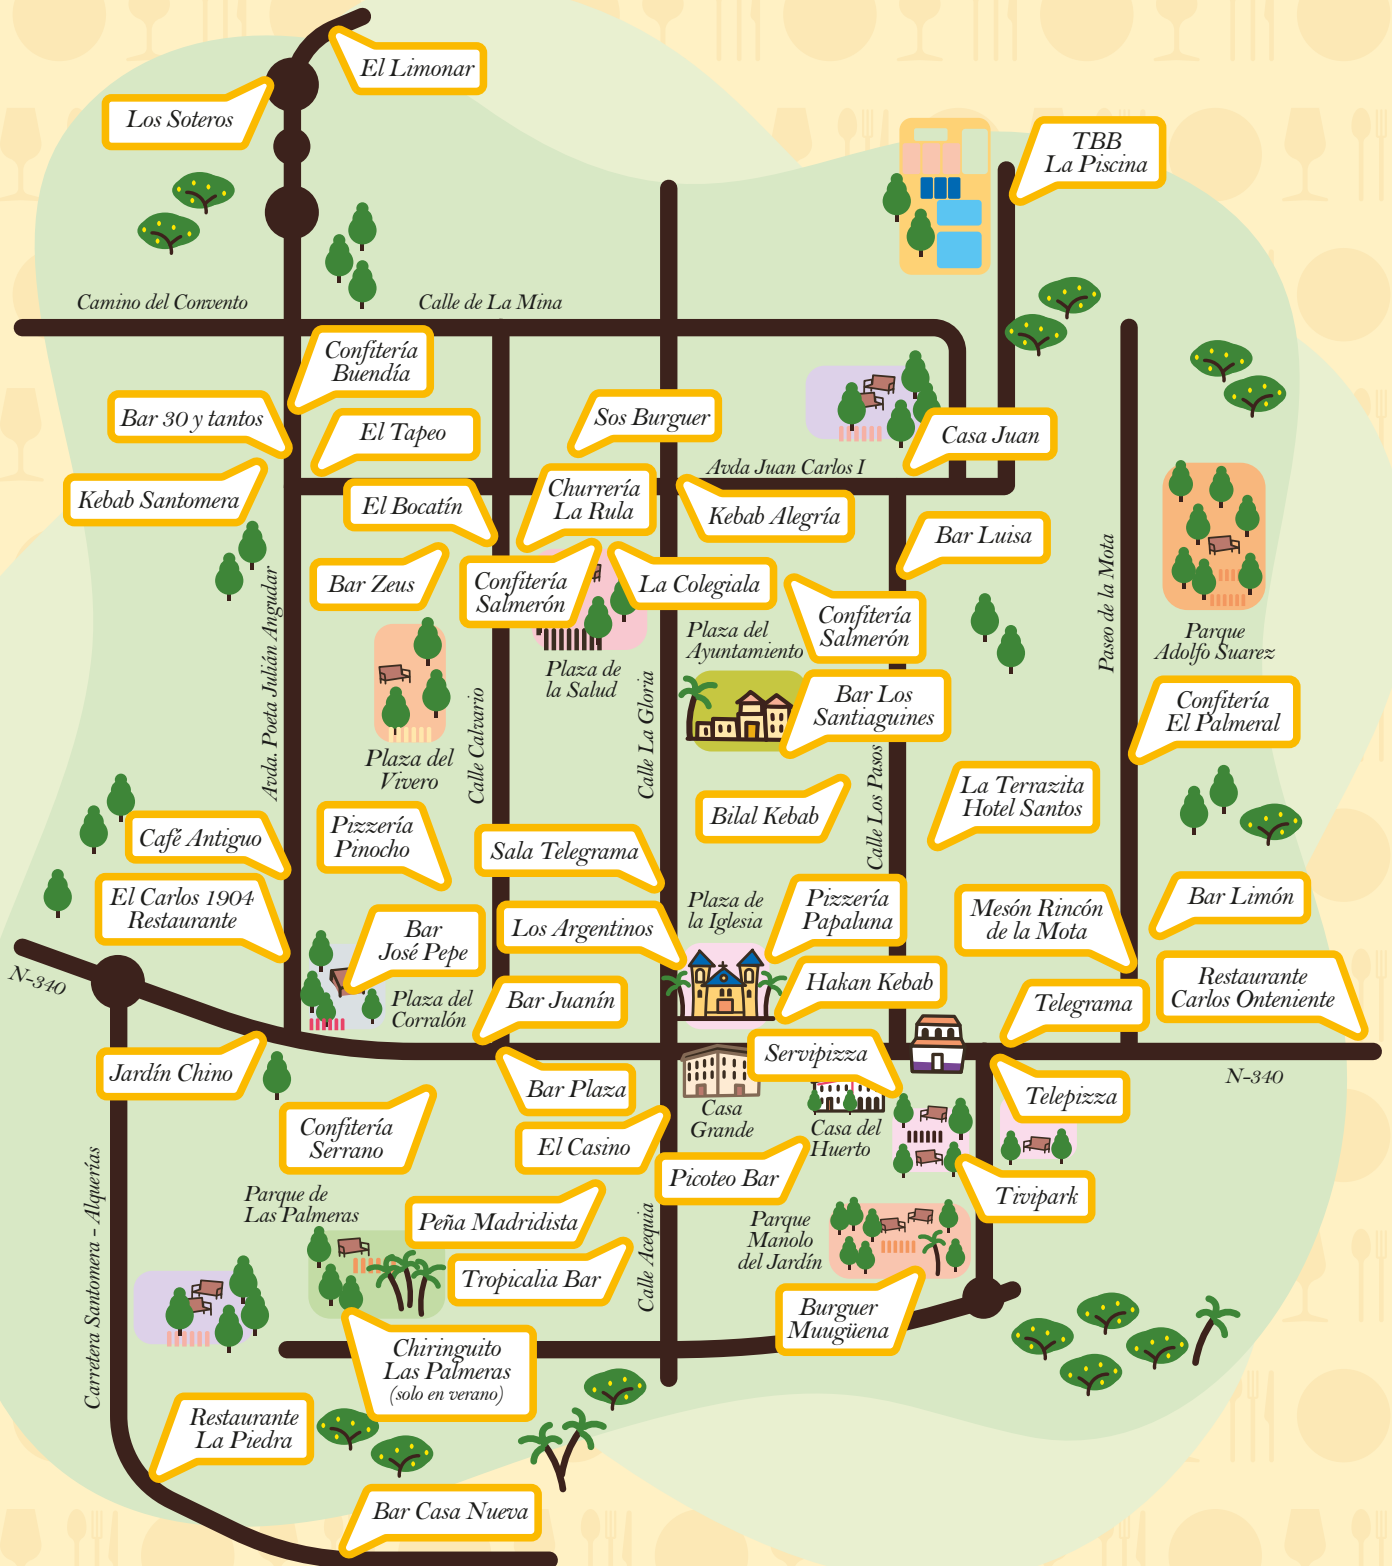 El Limonar
Los Soteros
TBB
La Piscina
Camino del Convento
Calle de La Mina
Confitería
Buendía
Bar 30 y tantos
El Tapeo
Sos Burguer
Casa Juan
Avda Juan Carlos I
Kebab Santomera
El Bocatín
Churrería
La Rula
Kebab Alegría
Bar Luisa
Bar Zeus
Confitería
Salmerón
La Colegiala
Confitería
Salmerón
Plaza del
Ayuntamiento
Paseo de la Mota
Parque
Adolfo Suarez
Avda. Poeta Julián Angudar
Plaza de
la Salud
Calle La Gloria
Calle Calvario
Bar Los
Santiaguines
Confitería
El Palmeral
Plaza del
Vivero
Calle Los Pasos
La Terrazita
Hotel Santos
Bilal Kebab
Café Antiguo
Pizzería
Pinocho
Sala Telegrama
El Carlos 1904
Restaurante
Plaza de
la Iglesia
Pizzería
Papaluna
Mesón Rincón
de la Mota
Bar Limón
Bar
José Pepe
Los Argentinos
N-340
Plaza del
Corralón
Bar Juanín
Hakan Kebab
Telegrama
Restaurante
Carlos Onteniente
Jardín Chino
Servipizza
N-340
Bar Plaza
Casa
Grande
Telepizza
Confitería
Serrano
El Casino
Casa del
Huerto
Picoteo Bar
Tivipark
Carretera Santomera - Alquerías
Parque de
Las Palmeras
Peña Madridista
Calle Acequia
Parque
Manolo
del Jardín
Tropicalia Bar
Burguer
Muugüena
Chiringuito
Las Palmeras
(solo en verano)
Restaurante
La Piedra
Bar Casa Nueva